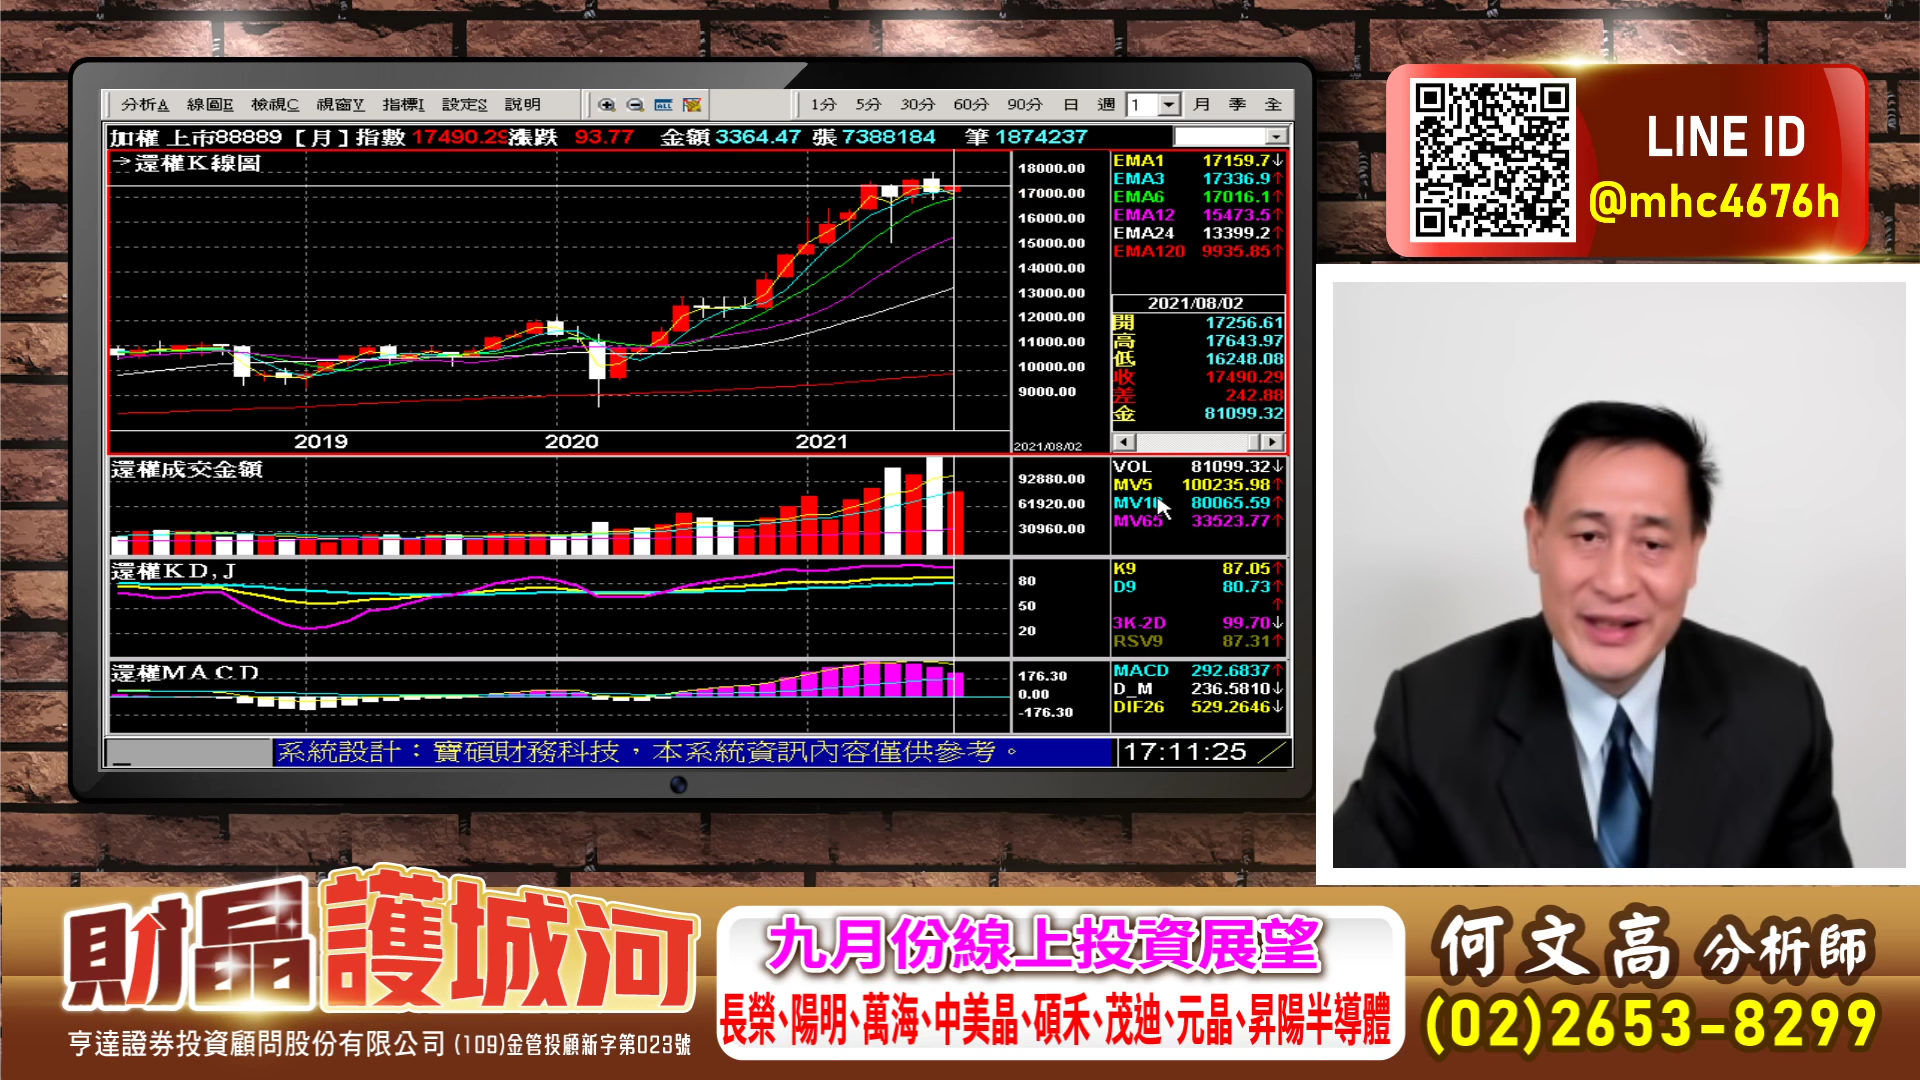 分析A 線圖E 檢視C 視窗V 指標I 設定S 說明 1分 5分 30分 60分 90分 日 週 1 月 季 全
加權 上市88889 [月] 指數 17490.29 漲跌 93.77 金額 3364.47 張 7388184 筆 1874237
→還權K線圖
18000.00
17000.00
16000.00
15000.00
14000.00
13000.00
12000.00
11000.00
10000.00
9000.00
2019 2020 2021 2021/08/02
EMA1 17159.7↓
EMA3 17336.9↑
EMA6 17016.1↑
EMA12 15473.5↑
EMA24 13399.2↑
EMA120 9935.85↑
2021/08/02
開 17256.61
高 17643.97
低 16248.08
收 17490.29
差 242.88
金 81099.32
還權成交金額
92880.00
61920.00
30960.00
VOL 81099.32↓
MV5 100235.98↑
MV10 80065.59↑
MV65 33523.77↑
還權KD,J
80
50
20
K9 87.05↑
D9 80.73↑
↑
3K-2D 99.70↓
RSV9 87.31↑
還權MACD
176.30
0.00
-176.30
MACD 292.6837↑
D_M 236.5810↓
DIF26 529.2646↓
系統設計：寶碩財務科技，本系統資訊內容僅供參考。 17:11:25
LINE ID
@mhc4676h
財晶護城河
亨達證券投資顧問股份有限公司 (109)金管投顧新字第023號
九月份線上投資展望
長榮、陽明、萬海、中美晶、碩禾、茂迪、元晶、昇陽半導體
何文高 分析師
(02)2653-8299